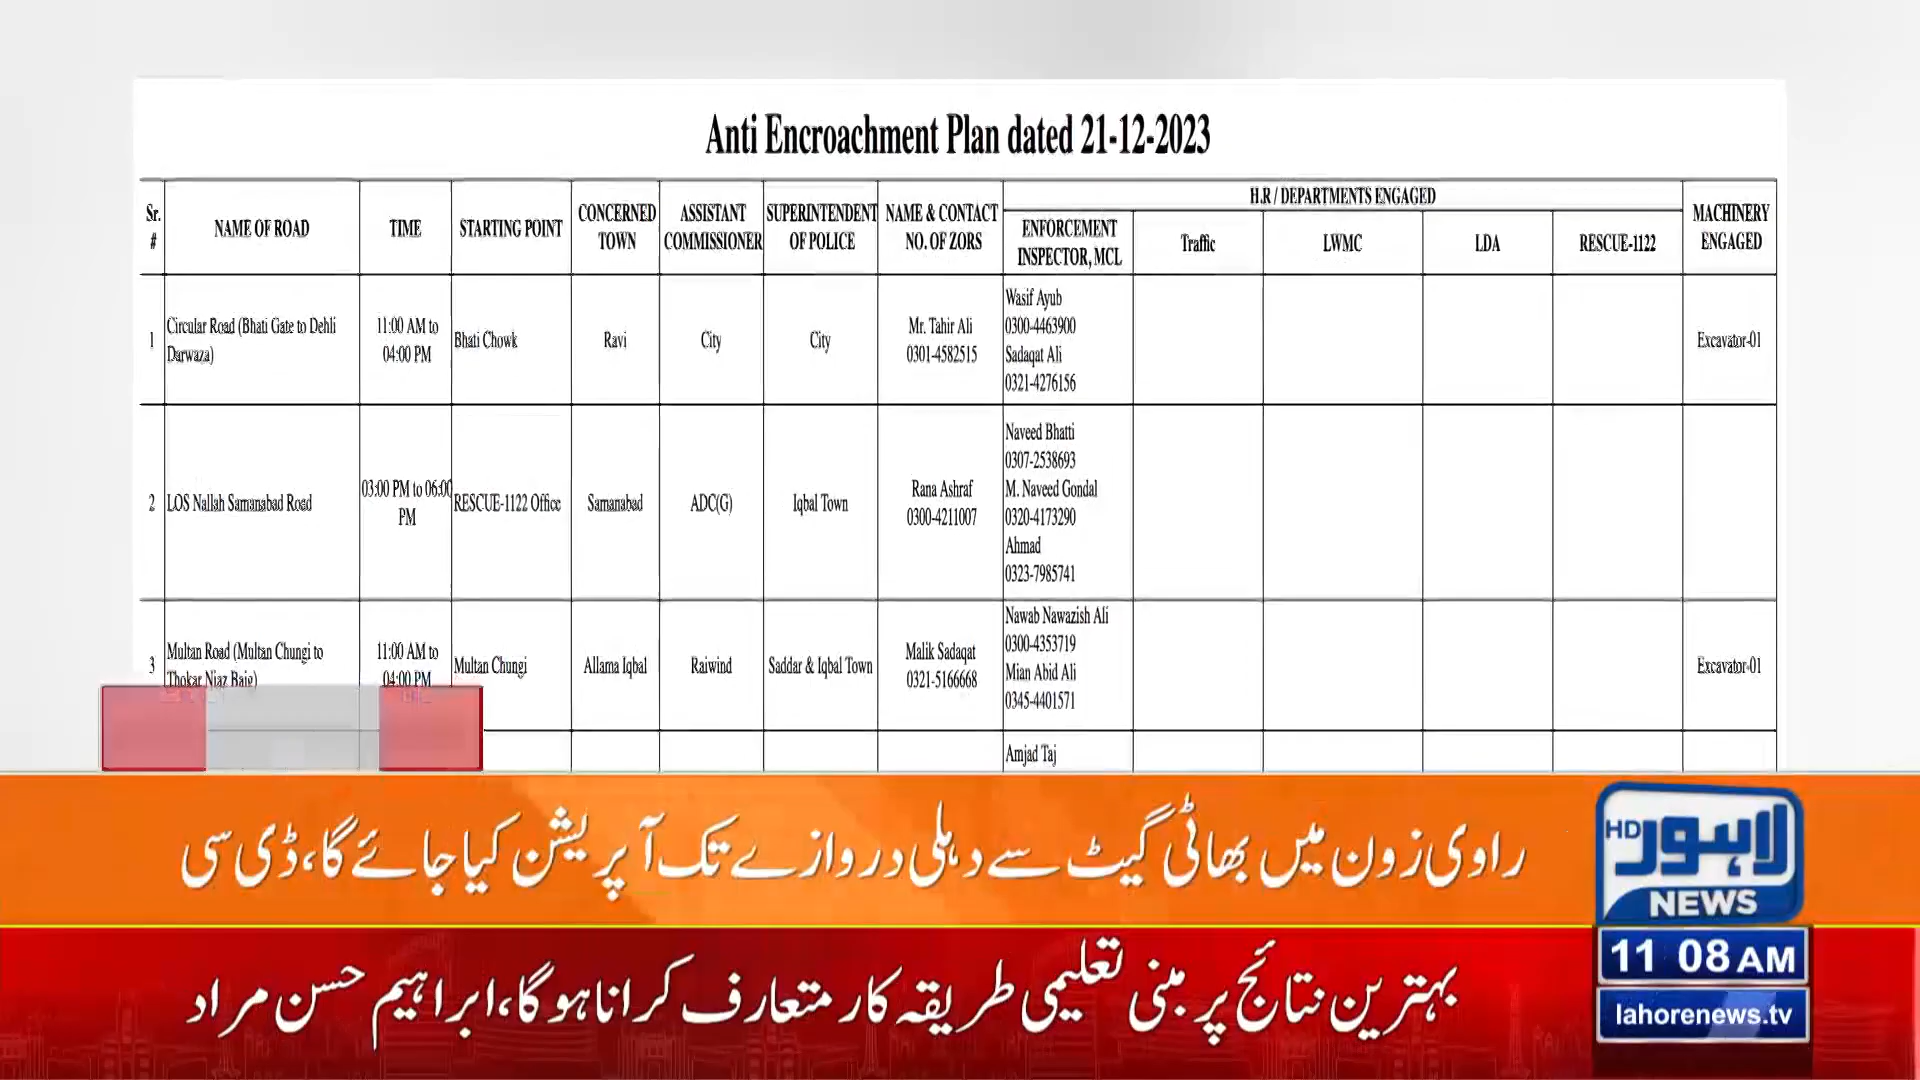 Anti Encroachment Plan dated 21-12-2023
Sr. #
NAME OF ROAD
TIME
STARTING POINT
CONCERNED TOWN
ASSISTANT COMMISSIONER
SUPERINTENDENT OF POLICE
NAME & CONTACT NO. OF ZORS
H.R / DEPARTMENTS ENGAGED
ENFORCEMENT INSPECTOR, MCL
Traffic
LWMC
LDA
RESCUE-1122
MACHINERY ENGAGED
1
Circular Road (Bhati Gate to Dehli
Darwaza)
11:00 AM to
04:00 PM
Bhati Chowk
Ravi
City
City
Mr. Tahir Ali
0301-4582515
Wasif Ayub
0300-4463900
Sadaqat Ali
0321-4276156
Excavator-01
2
LOS Nallah Samanabad Road
03:00 PM to 06:00
PM
RESCUE-1122 Office
Samanabad
ADC(G)
Iqbal Town
Rana Ashraf
0300-4211007
Naveed Bhatti
0307-2538693
M. Naveed Gondal
0320-4173290
Ahmad
0323-7985741
3
Multan Road (Multan Chungi to
Thokar Niaz Baig)
11:00 AM to
04:00 PM
Multan Chungi
Allama Iqbal
Raiwind
Saddar & Iqbal Town
Malik Sadaqat
0321-5166668
Nawab Nawazish Ali
0300-4353719
Mian Abid Ali
0345-4401571
Excavator-01
Amjad Taj
راوی زون میں بھاٹی گیٹ سے دہلی دروازے تک آپریشن کیا جائے گا، ڈی سی
لاہور HD
NEWS
11 08 AM
بہترین نتائج پر مبنی تعلیمی طریقہ کار متعارف کرانا ہوگا، ابراہیم حسن مراد
lahorenews.tv